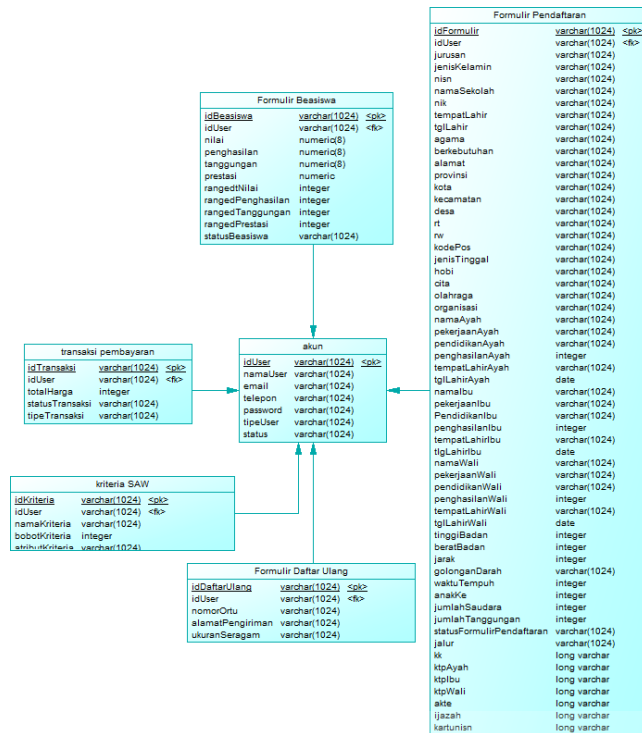 Formulir Pendaftaran
idFormulir varchar(1024) <pk>
idUser varchar(1024) <fk>
jurusan varchar(1024)
jenisKelamin varchar(1024)
nisn varchar(1024)
namaSekolah varchar(1024)
nik varchar(1024)
tempatLahir varchar(1024)
tglLahir varchar(1024)
agama varchar(1024)
berkebutuhan varchar(1024)
alamat varchar(1024)
provinsi varchar(1024)
kota varchar(1024)
kecamatan varchar(1024)
desa varchar(1024)
rt varchar(1024)
rw varchar(1024)
kodePos varchar(1024)
jenisTinggal varchar(1024)
hobi varchar(1024)
cita varchar(1024)
olahraga varchar(1024)
organisasi varchar(1024)
namaAyah varchar(1024)
pekerjaanAyah varchar(1024)
pendidikanAyah varchar(1024)
penghasilanAyah integer
tempatLahirAyah varchar(1024)
tglLahirAyah date
namaIbu varchar(1024)
pekerjaanIbu varchar(1024)
PendidikanIbu varchar(1024)
penghasilanIbu integer
tempatLahirIbu varchar(1024)
tlgLahirIbu date
namaWali varchar(1024)
pekerjaanWali varchar(1024)
pendidikanWali varchar(1024)
penghasilanWali integer
tempatLahirWali varchar(1024)
tglLahirWali date
tinggiBadan integer
beratBadan integer
jarak integer
golonganDarah varchar(1024)
waktuTempuh integer
anakKe integer
jumlahSaudara integer
jumlahTanggungan integer
statusFormulirPendaftaran varchar(1024)
jalur varchar(1024)
kk long varchar
ktpAyah long varchar
ktpIbu long varchar
ktpWali long varchar
akte long varchar
ijazah long varchar
kartunisn long varchar
Formulir Beasiswa
idBeasiswa varchar(1024) <pk>
idUser varchar(1024) <fk>
nilai numeric(8)
penghasilan numeric(8)
tanggungan numeric(8)
prestasi numeric
rangedtNilai integer
rangedPenghasilan integer
rangedTanggungan integer
rangedPrestasi integer
statusBeasiswa varchar(1024)
transaksi pembayaran
idTransaksi varchar(1024) <pk>
idUser varchar(1024) <fk>
totalHarga integer
statusTransaksi varchar(1024)
tipeTransaksi varchar(1024)
akun
idUser varchar(1024) <pk>
namaUser varchar(1024)
email varchar(1024)
telepon varchar(1024)
password varchar(1024)
tipeUser varchar(1024)
status varchar(1024)
kriteria SAW
idKriteria varchar(1024) <pk>
idUser varchar(1024) <fk>
namaKriteria varchar(1024)
bobotKriteria integer
atributKriteria varchar(1024)
Formulir Daftar Ulang
idDaftarUlang varchar(1024) <pk>
idUser varchar(1024) <fk>
nomorOrtu varchar(1024)
alamatPengiriman varchar(1024)
ukuranSeragam varchar(1024)